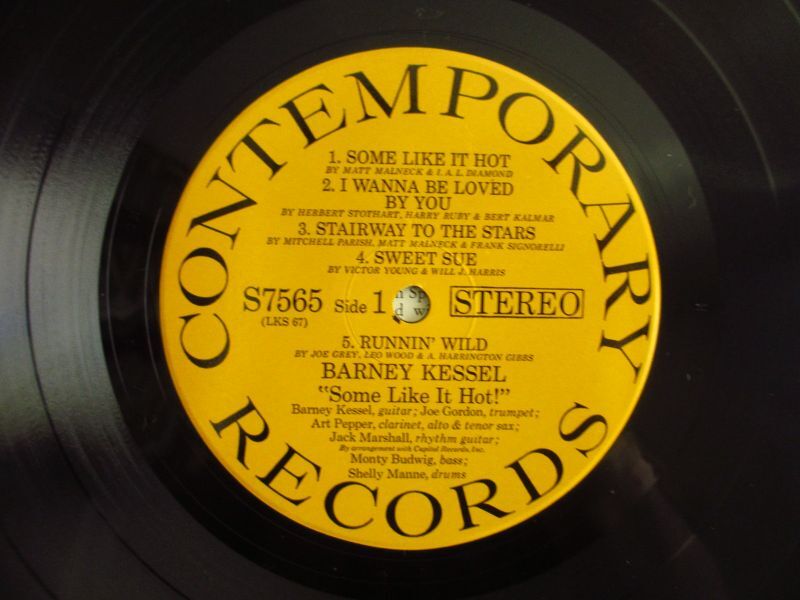 CONTEMPORARY
1. SOME LIKE IT HOT
BY MATT MALNECK & I. A. L. DIAMOND
2. I WANNA BE LOVED
BY YOU
BY HERBERT STOTHART, HARRY RUBY & BERT KALMAR
3. STAIRWAY TO THE STARS
BY MITCHELL PARISH, MATT MALNECK & FRANK SIGNORELLI
4. SWEET SUE
BY VICTOR YOUNG & WILL J. HARRIS
S7565 Side 1 STEREO
(LKS 67)
5. RUNNIN' WILD
BY JOE GREY, LEO WOOD & A. HARRINGTON GIBBS
BARNEY KESSEL
"Some Like It Hot!"
Barney Kessel, guitar; Joe Gordon, trumpet;
Art Pepper, clarinet, alto & tenor sax;
Jack Marshall, rhythm guitar;
By arrangement with Capitol Records, Inc.
Monty Budwig, bass;
Shelly Manne, drums
RECORDS